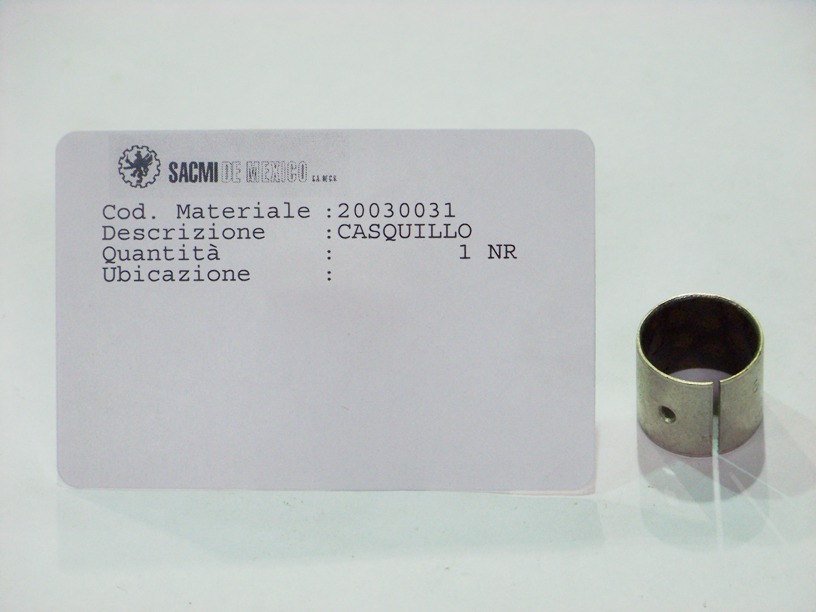 SACMI DE MEXICO S.A. DE C.V.
Cod. Materiale :20030031
Descrizione :CASQUILLO
Quantità : 1 NR
Ubicazione :